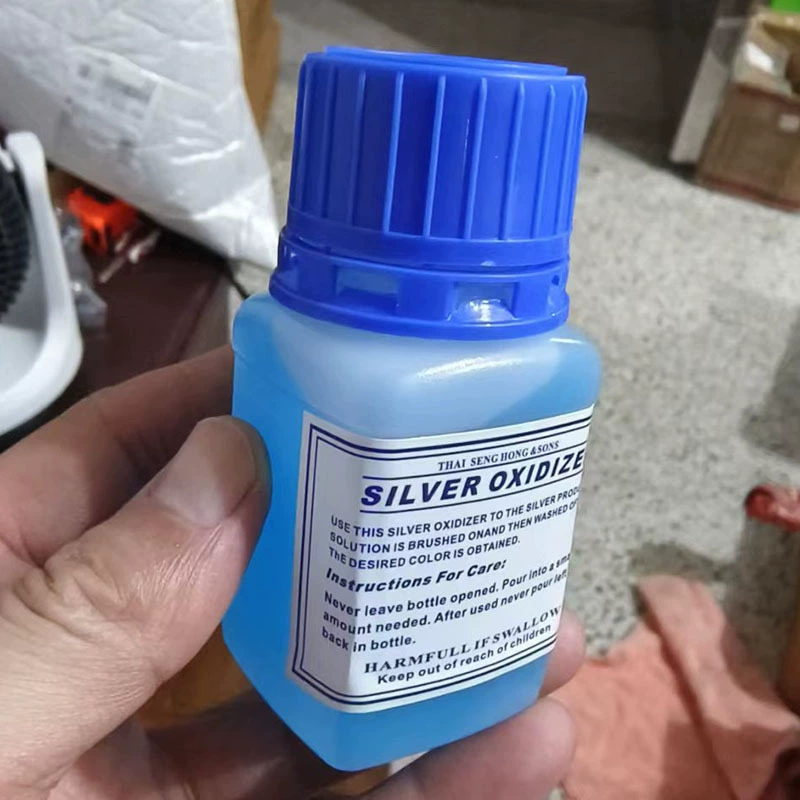 THAI SENG HONG & SONS
SILVER OXIDIZE
USE THIS SILVER OXIDIZER TO THE SILVER PRODU
SOLUTION IS BRUSHED ONAND THEN WASHED OF
ThE DESIRED COLOR IS OBTAINED.
Instructions For Care:
Never leave bottle opened. Pour into a sma
amount needed. After used never pour left
back in bottle.
HARMFULL IF SWALLOW
Keep out of reach of children